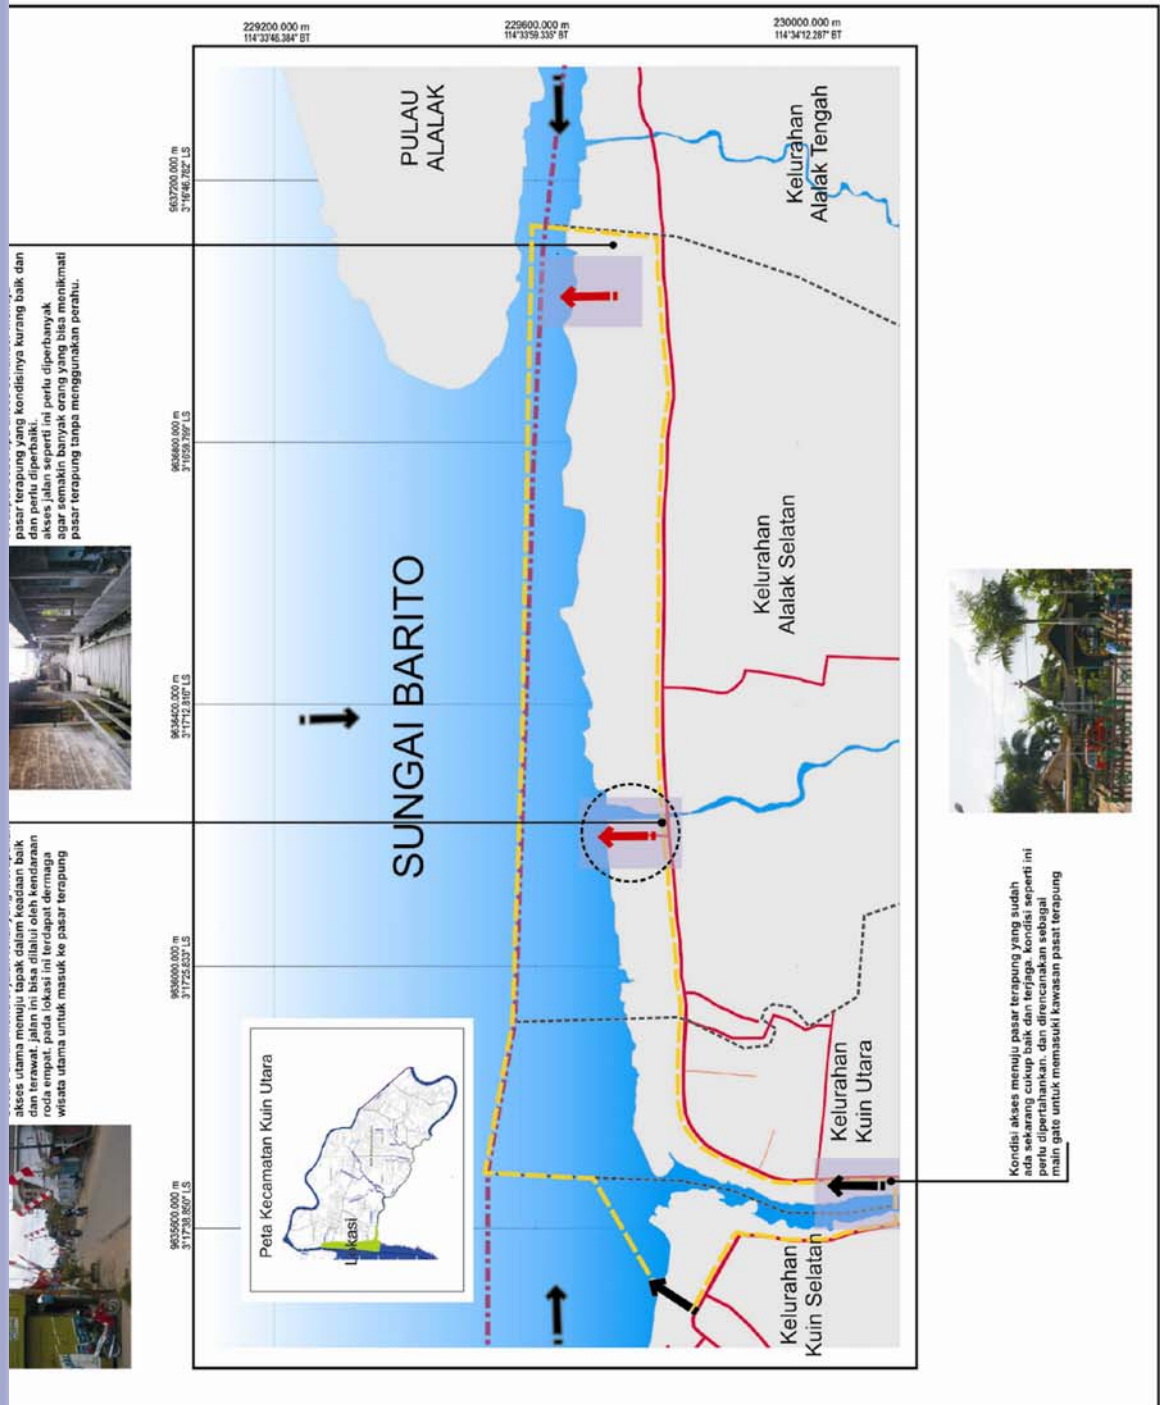 229200.000 m
114°33'46.384" BT
229600.000 m
114°33'59.335" BT
230000.000 m
114°34'12.287" BT
9637200.000 m
3°16'46.782" LS
9636800.000 m
3°16'59.799" LS
9636400.000 m
3°17'12.816" LS
9636000.000 m
3°17'25.833" LS
9635600.000 m
3°17'38.850" LS
PULAU
ALALAK
Kelurahan
Alalak Tengah
SUNGAI BARITO
Kelurahan
Alalak Selatan
Kelurahan
Kuin Utara
Kelurahan
Kuin Selatan
Peta Kecamatan Kuin Utara
Lokasi
pasar terapung yang kondisinya kurang baik dan
dan perlu diperbaiki.
akses jalan seperti ini perlu diperbanyak
agar semakin banyak orang yang bisa menikmati
pasar terapung tanpa menggunakan perahu.
akses utama menuju tapak dalam keadaan baik
dan terawat. jalan ini bisa dilalui oleh kendaraan
roda empat. pada lokasi ini terdapat dermaga
wisata utama untuk masuk ke pasar terapung
Kondisi akses menuju pasar terapung yang sudah
ada sekarang cukup baik dan terjaga. kondisi seperti ini
perlu dipertahankan. dan direncanakan sebagai
main gate untuk memasuki kawasan pasat terapung